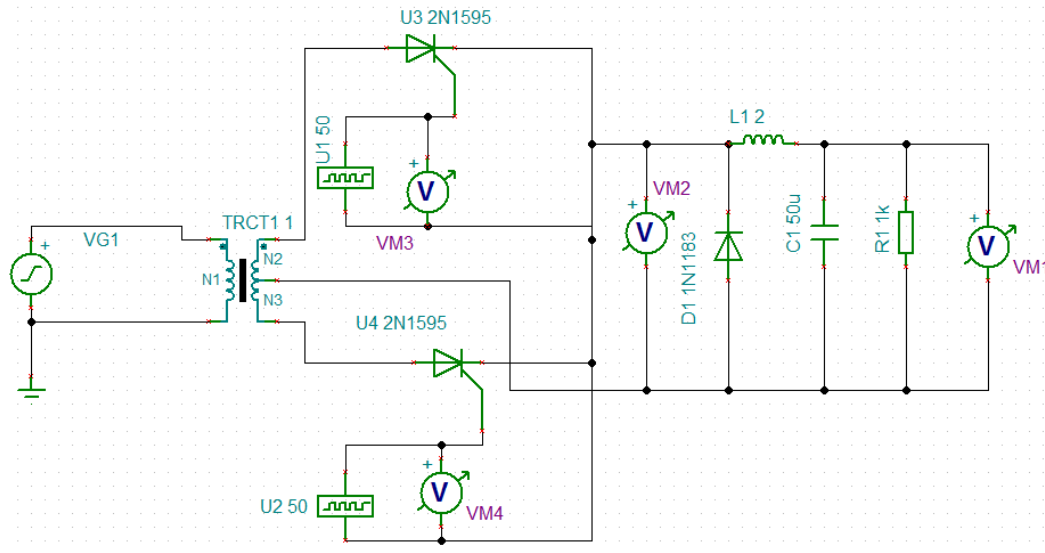 U3 2N1595
U1 50
+
V
VM3
L1 2
+
V
VM2
D1 1N1183
C1 50u
R1 1k
+
V
VM1
VG1
+
TRCT1 1
N1
N2
N3
U4 2N1595
U2 50
+
V
VM4